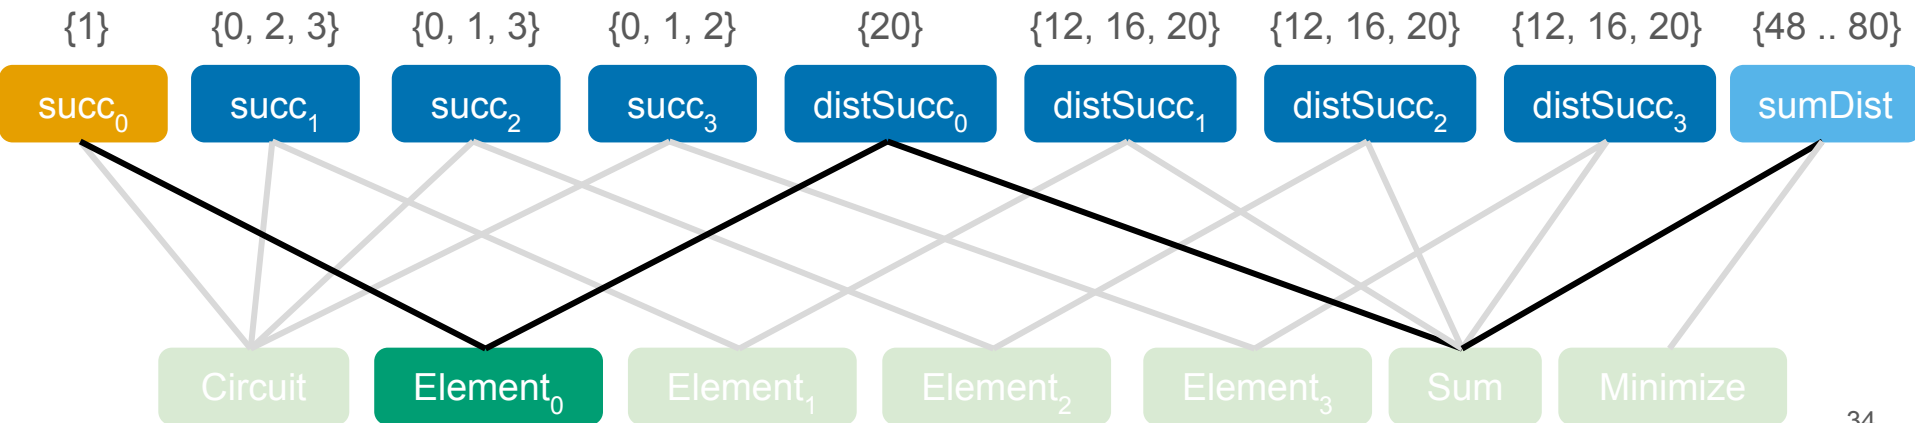 {1} {0, 2, 3} {0, 1, 3} {0, 1, 2} {20} {12, 16, 20} {12, 16, 20} {12, 16, 20} {48 .. 80}
succ₀ succ₁ succ₂ succ₃ distSucc₀ distSucc₁ distSucc₂ distSucc₃ sumDist
Circuit Element₀ Element₁ Element₂ Element₃ Sum Minimize
34